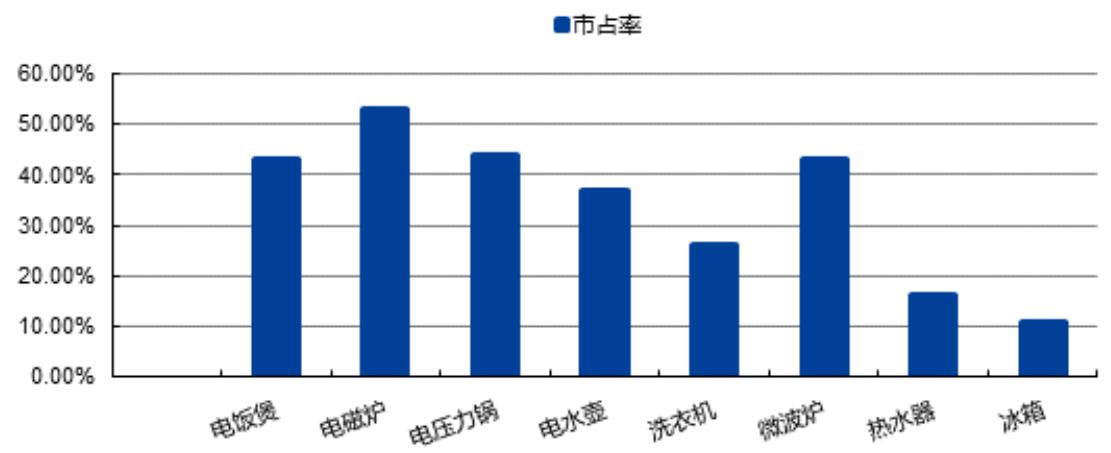 市占率
60.00%
50.00%
40.00%
30.00%
20.00%
10.00%
0.00%
电饭煲
电磁炉
电压力锅
电水壶
洗衣机
微波炉
热水器
冰箱